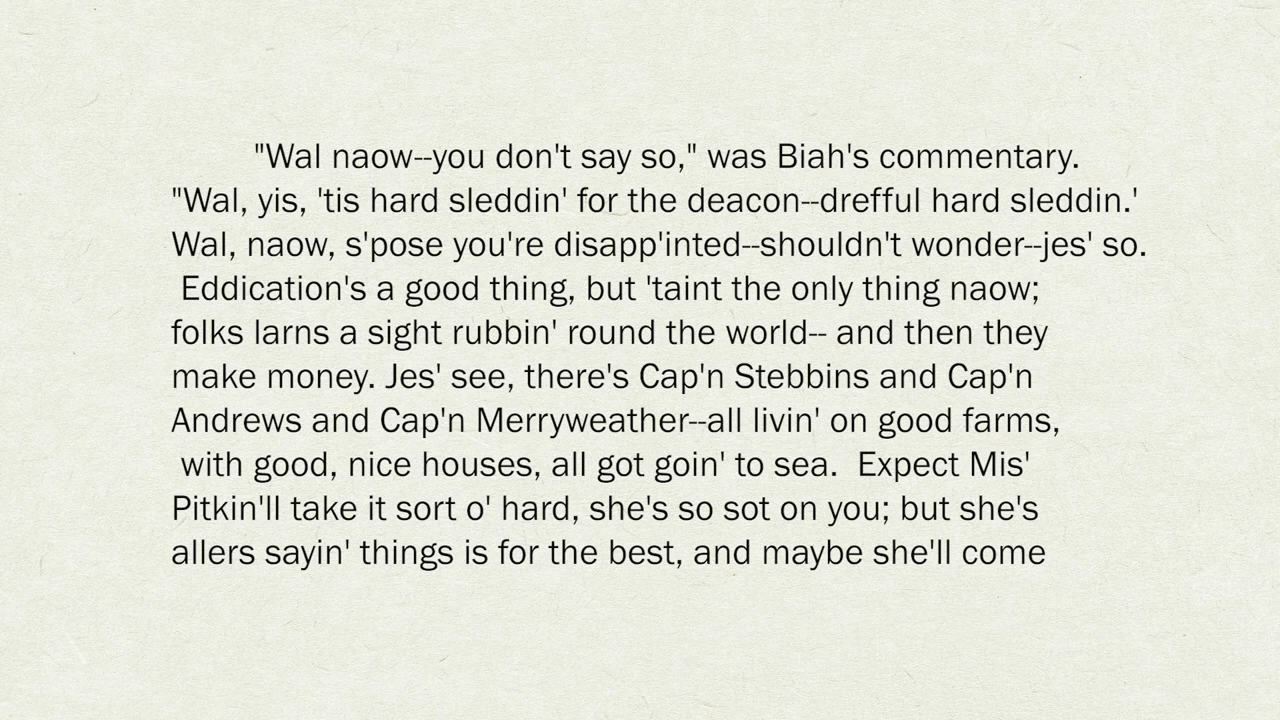 "Wal naow--you don't say so," was Biah's commentary.
"Wal, yis, 'tis hard sleddin' for the deacon--drefful hard sleddin.'
Wal, naow, s'pose you're disapp'inted--shouldn't wonder--jes' so.
Eddication's a good thing, but 'taint the only thing naow;
folks larns a sight rubbin' round the world-- and then they
make money. Jes' see, there's Cap'n Stebbins and Cap'n
Andrews and Cap'n Merryweather--all livin' on good farms,
with good, nice houses, all got goin' to sea.  Expect Mis'
Pitkin'll take it sort o' hard, she's so sot on you; but she's
allers sayin' things is for the best, and maybe she'll come